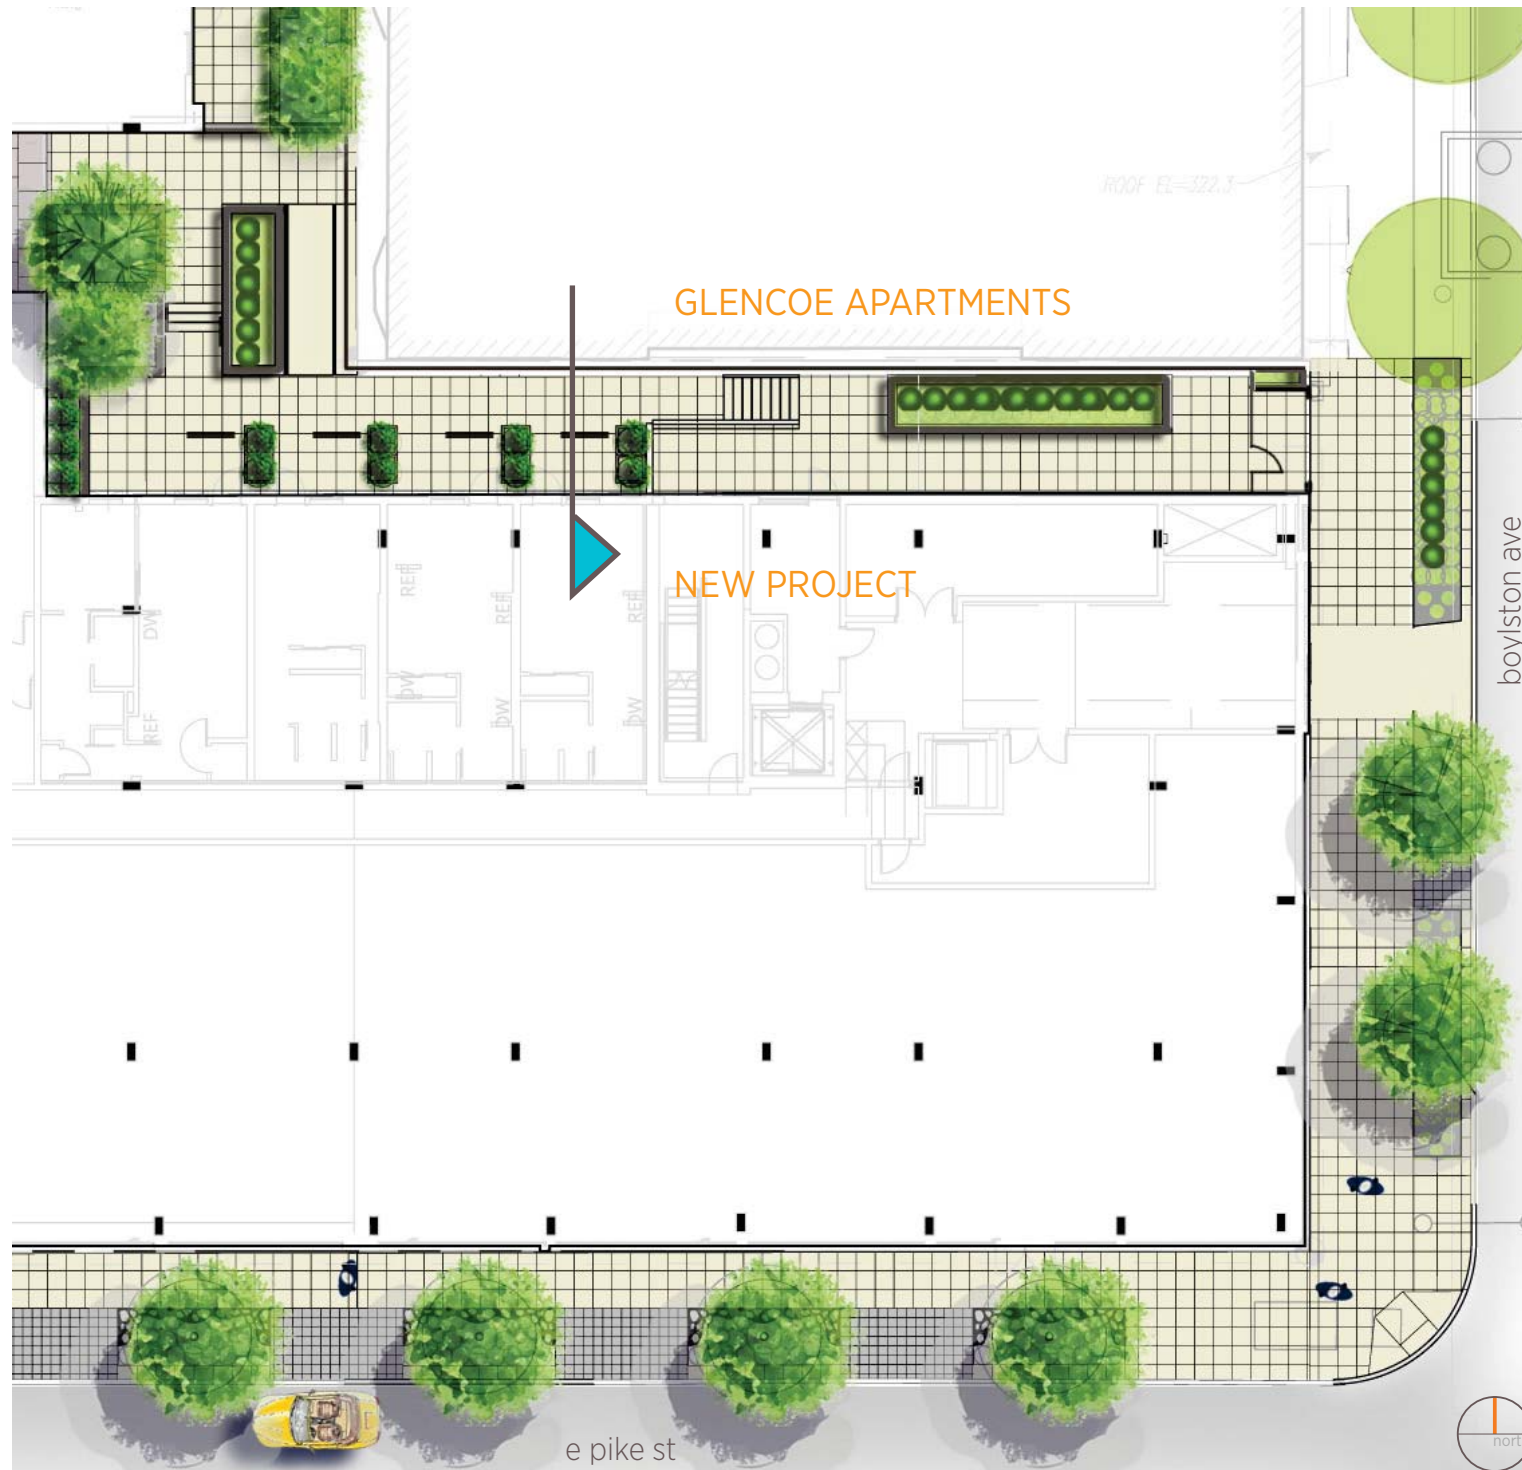 ROOF EL=322.3
GLENCOE APARTMENTS
NEW PROJECT
boylston ave
REF
REF
REF
DW
DW
DW
DW
REF
e pike st
nort